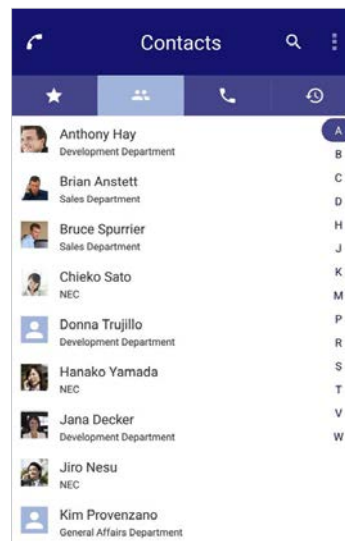 Contacts
Anthony Hay
Development Department
Brian Anstett
Sales Department
Bruce Spurrier
Sales Department
Chieko Sato
NEC
Donna Trujillo
Development Department
Hanako Yamada
NEC
Jana Decker
Development Department
Jiro Nesu
NEC
Kim Provenzano
General Affairs Department
A
B
C
D
H
J
K
M
P
R
S
T
V
W